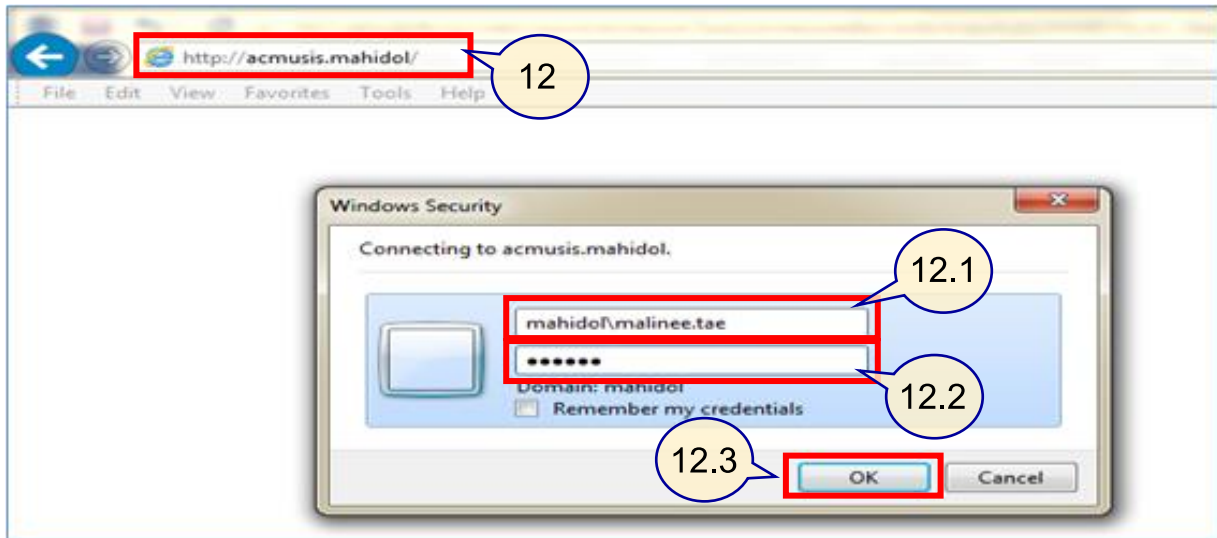 http://acmusis.mahidol/
12
File Edit View Favorites Tools Help
Windows Security
Connecting to acmusis.mahidol.
12.1
mahidol\malinee.tae
••••••
Domain: mahidol
12.2
Remember my credentials
12.3
OK Cancel